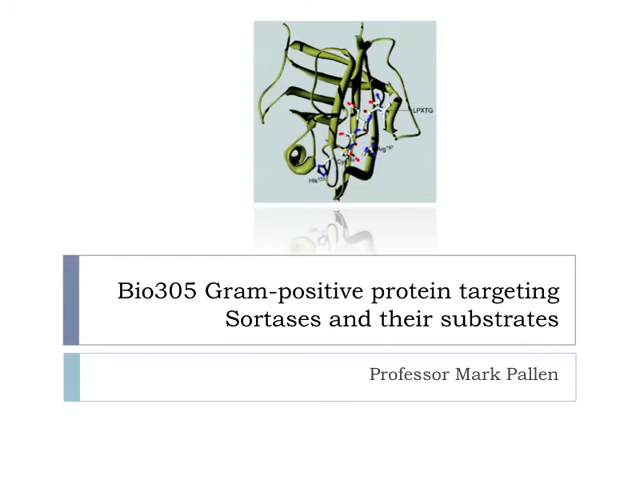 LPXTG
Bio305 Gram-positive protein targeting
Sortases and their substrates
Professor Mark Pallen